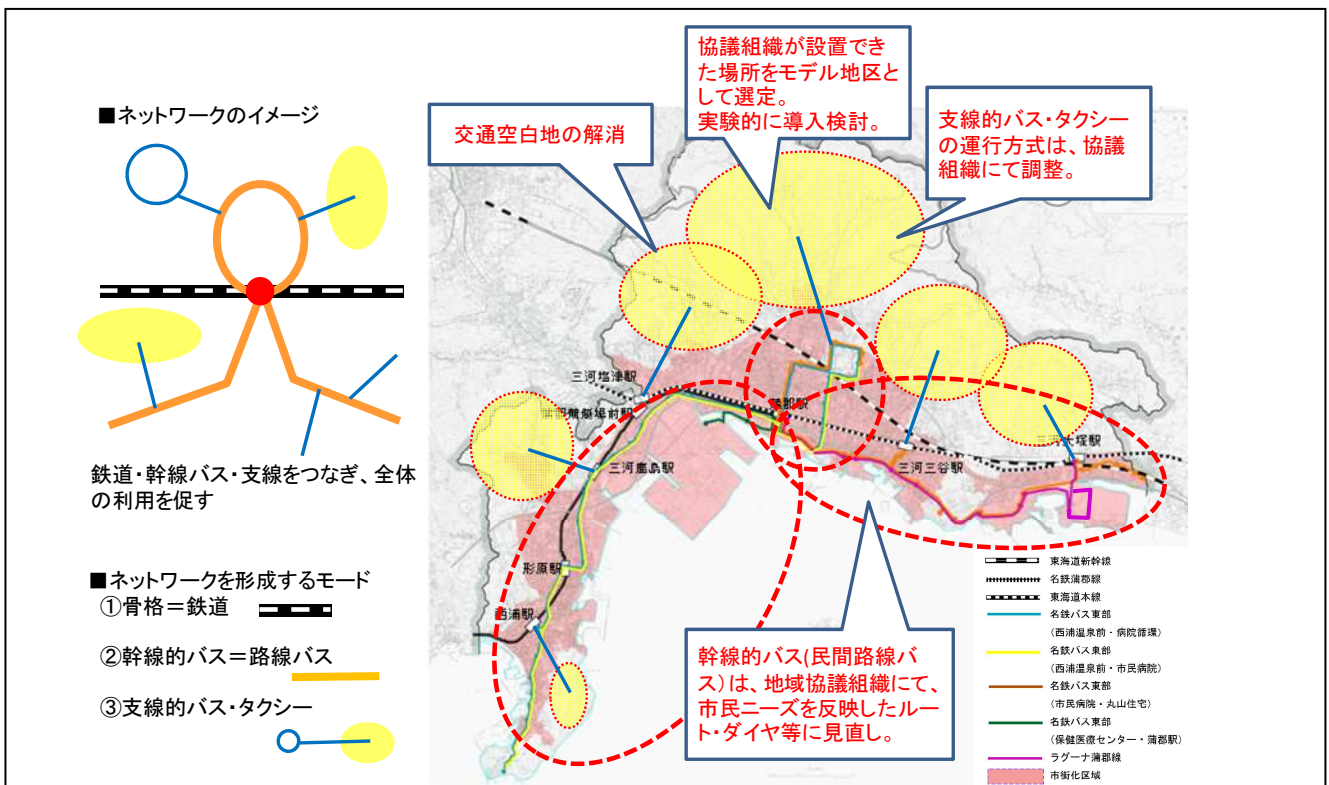 ■ネットワークのイメージ
鉄道・幹線バス・支線をつなぎ、全体
の利用を促す
■ネットワークを形成するモード
①骨格＝鉄道
②幹線的バス＝路線バス
③支線的バス・タクシー
交通空白地の解消
協議組織が設置でき
た場所をモデル地区と
して選定。
実験的に導入検討。
支線的バス・タクシー
の運行方式は、協議
組織にて調整。
三河塩津駅
競艇場前駅
蒲郡駅
三河大塚駅
三河鹿島駅
三河三谷駅
形原駅
西浦駅
幹線的バス(民間路線バ
ス)は、地域協議組織にて、
市民ニーズを反映したルー
ト・ダイヤ等に見直し。
東海道新幹線
名鉄蒲郡線
東海道本線
名鉄バス東部
(西浦温泉前・病院循環)
名鉄バス東部
(西浦温泉前・市民病院)
名鉄バス東部
(市民病院・丸山住宅)
名鉄バス東部
(保健医療センター・蒲郡駅)
ラグーナ蒲郡線
市街化区域